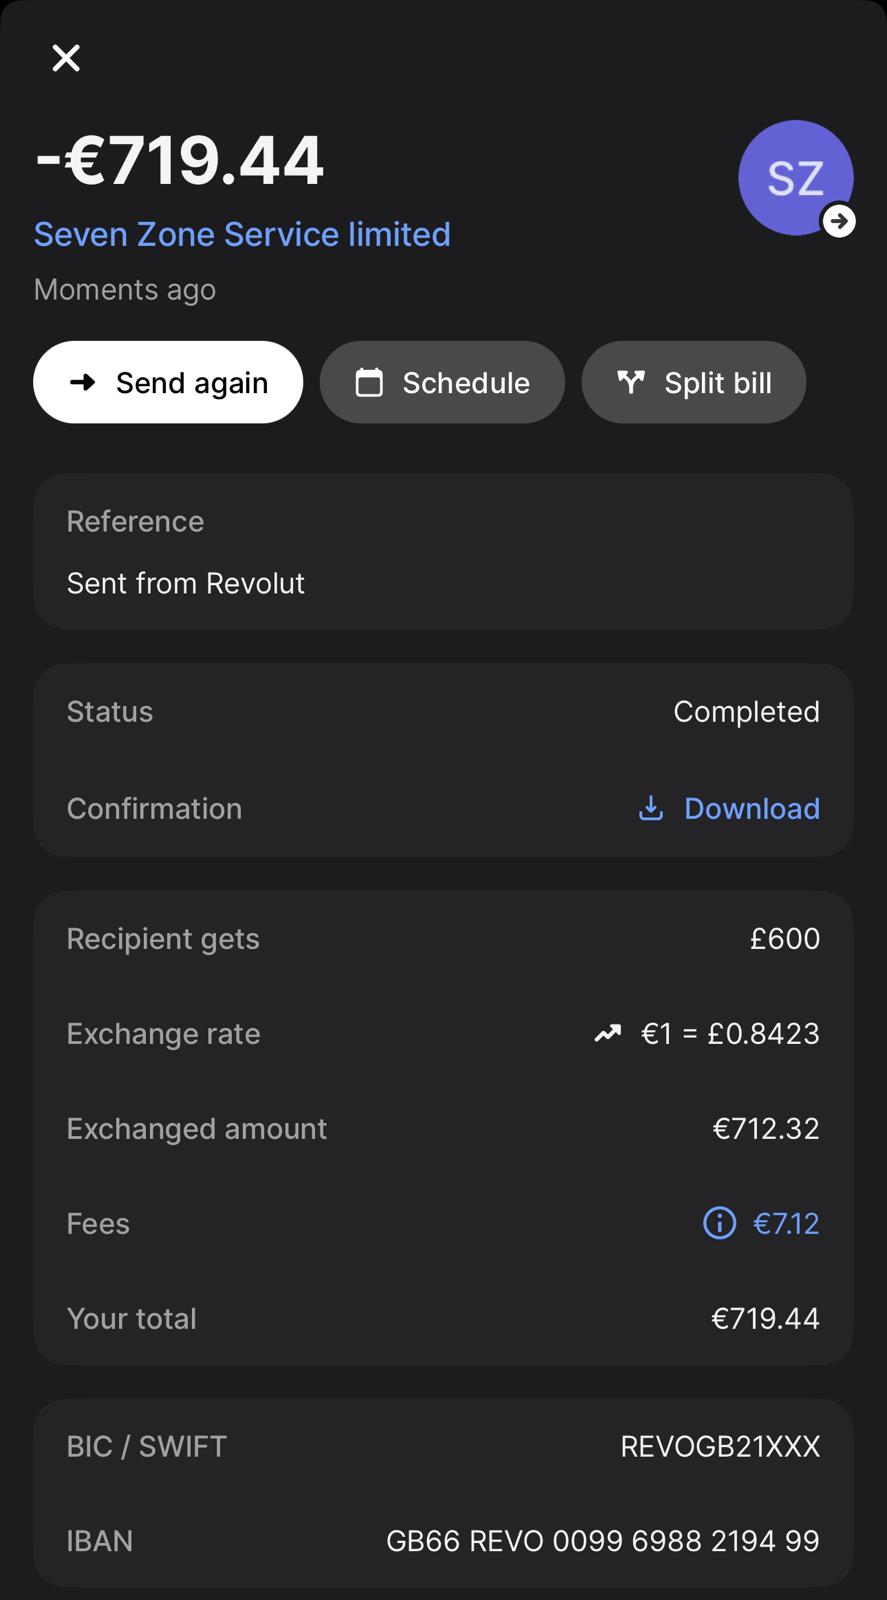 -€719.44
SZ
Seven Zone Service limited
Moments ago
Send again
Schedule
Split bill
Reference
Sent from Revolut
Status Completed
Confirmation Download
Recipient gets £600
Exchange rate €1 = £0.8423
Exchanged amount €712.32
Fees €7.12
Your total €719.44
BIC / SWIFT REVOGB21XXX
IBAN GB66 REVO 0099 6988 2194 99